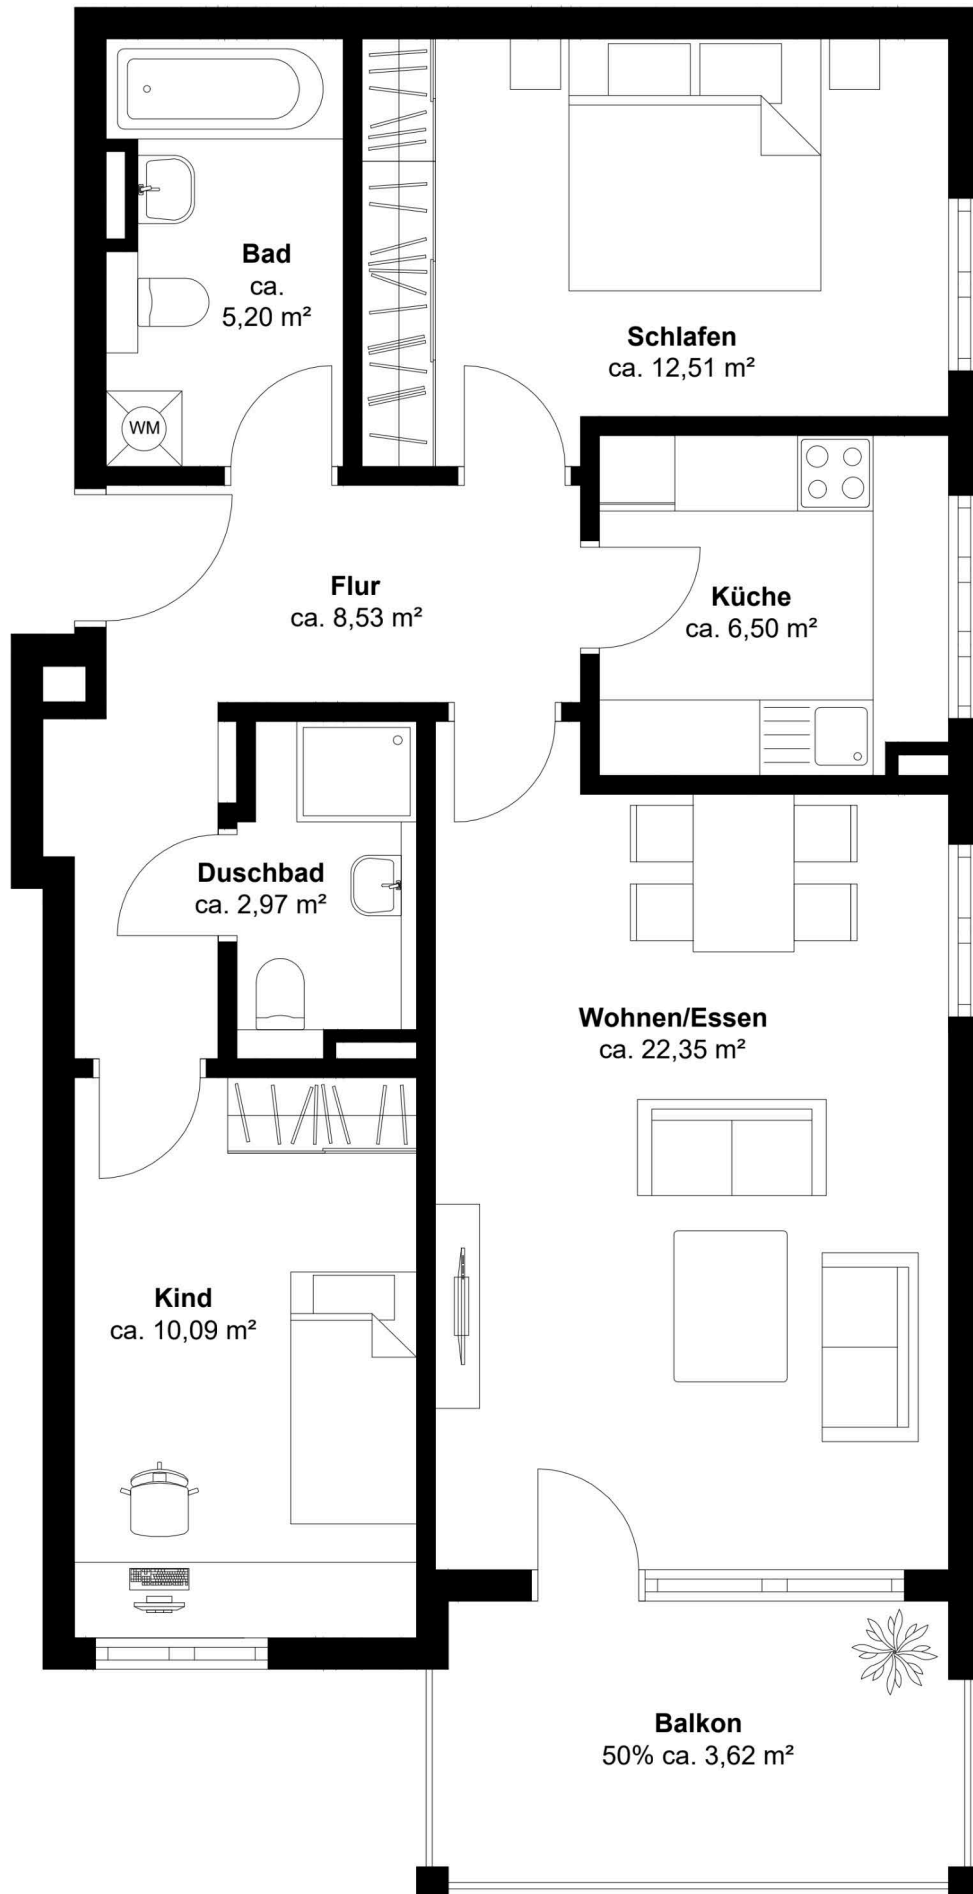 Bad
ca.
5,20 m²
Schlafen
ca. 12,51 m²
WM
Flur
ca. 8,53 m²
Küche
ca. 6,50 m²
Duschbad
ca. 2,97 m²
Wohnen/Essen
ca. 22,35 m²
Kind
ca. 10,09 m²
Balkon
50% ca. 3,62 m²